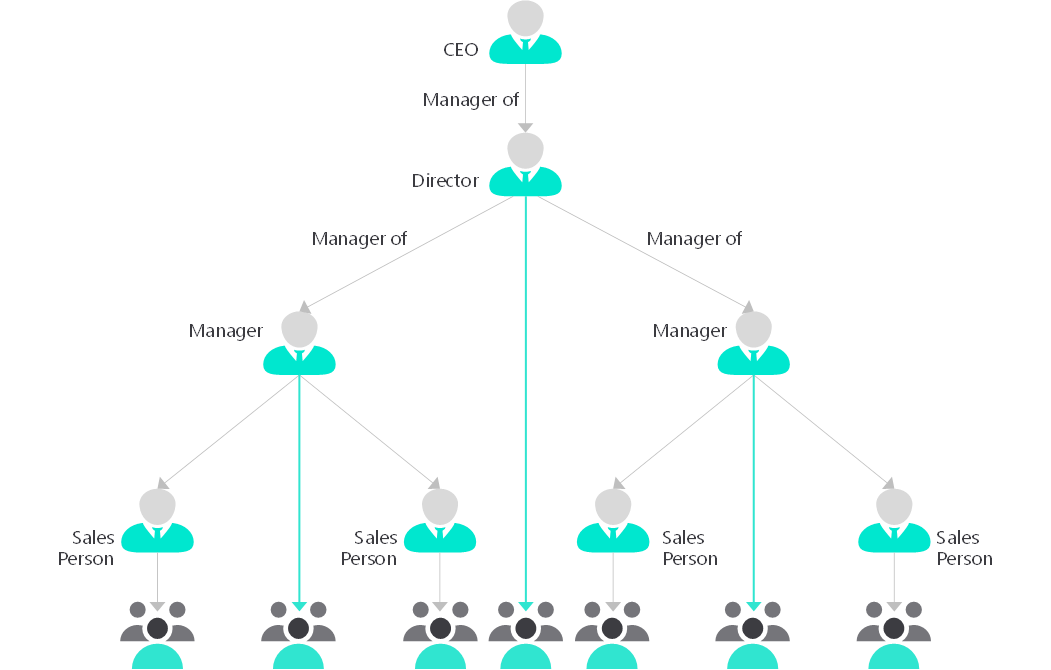 CEO
Manager of
Director
Manager of
Manager of
Manager
Manager
Sales
Person
Sales
Person
Sales
Person
Sales
Person